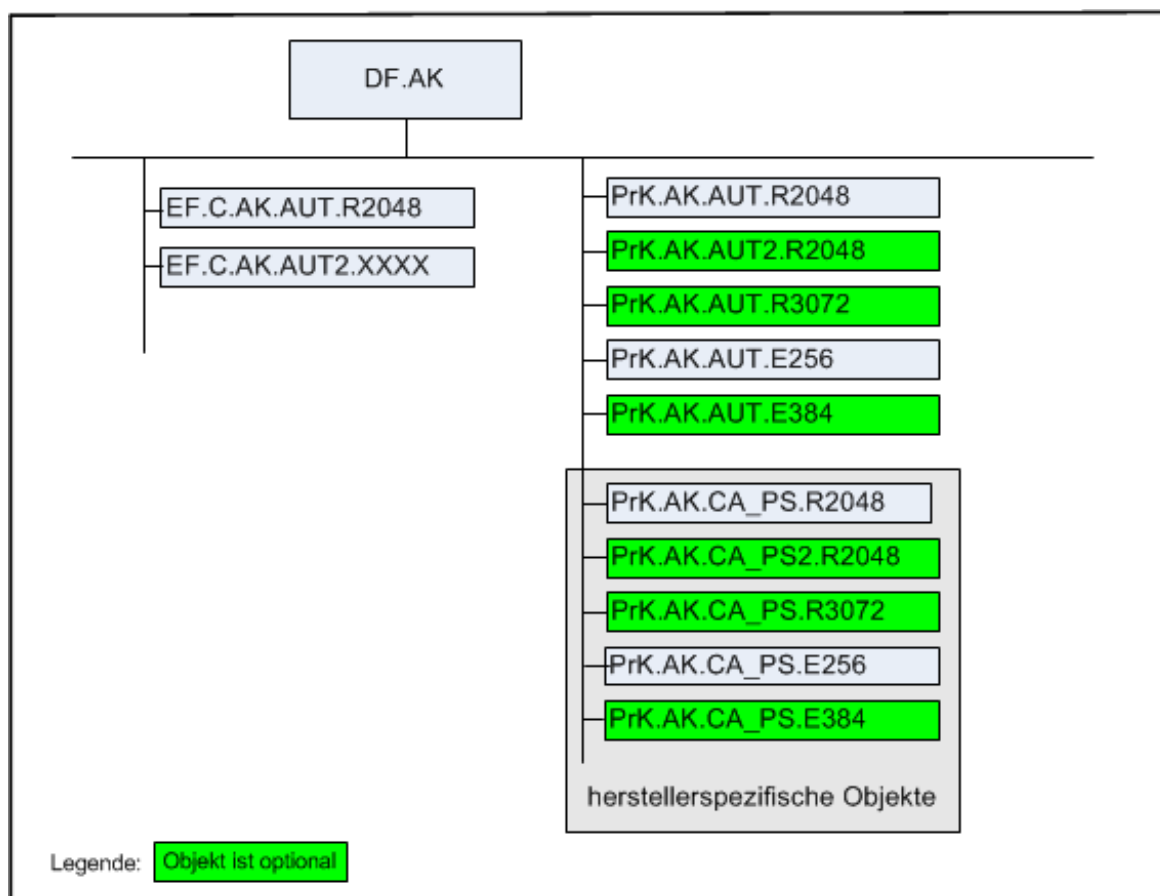 DF.AK
EF.C.AK.AUT.R2048
EF.C.AK.AUT2.XXXX
PrK.AK.AUT.R2048
PrK.AK.AUT2.R2048
PrK.AK.AUT.R3072
PrK.AK.AUT.E256
PrK.AK.AUT.E384
PrK.AK.CA_PS.R2048
PrK.AK.CA_PS2.R2048
PrK.AK.CA_PS.R3072
PrK.AK.CA_PS.E256
PrK.AK.CA_PS.E384
herstellerspezifische Objekte
Legende: Objekt ist optional